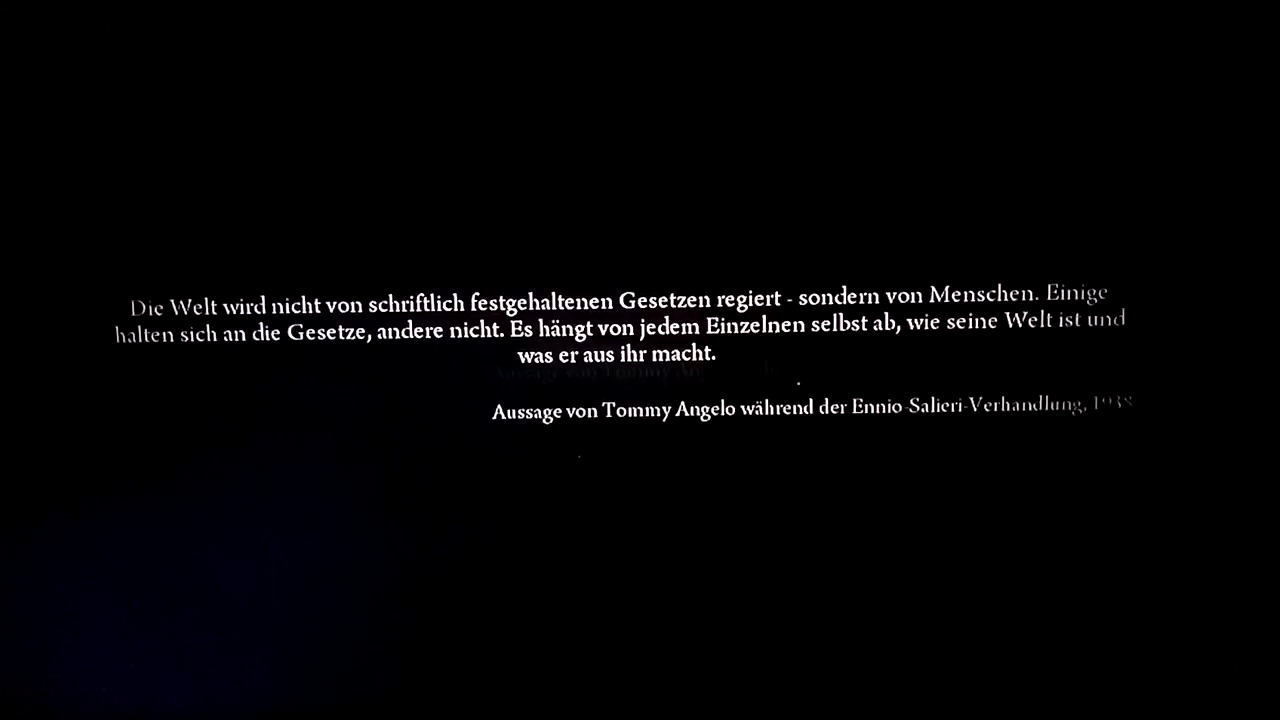 Die Welt wird nicht von schriftlich festgehaltenen Gesetzen regiert - sondern von Menschen. Einige
halten sich an die Gesetze, andere nicht. Es hängt von jedem Einzelnen selbst ab, wie seine Welt ist und
was er aus ihr macht.
Aussage von Tommy Angelo während der Ennio-Salieri-Verhandlung, 1938